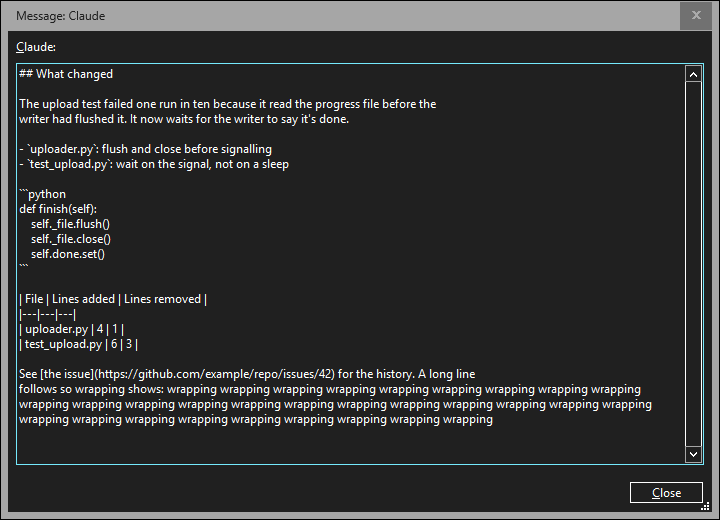 Message: Claude
Claude:
## What changed
The upload test failed one run in ten because it read the progress file before the
writer had flushed it. It now waits for the writer to say it's done.
- `uploader.py`: flush and close before signalling
- `test_upload.py`: wait on the signal, not on a sleep
```python
def finish(self):
    self._file.flush()
    self._file.close()
    self.done.set()
```
| File | Lines added | Lines removed |
|---|---|---|
| uploader.py | 4 | 1 |
| test_upload.py | 6 | 3 |
See [the issue](https://github.com/example/repo/issues/42) for the history. A long line
follows so wrapping shows: wrapping wrapping wrapping wrapping wrapping wrapping wrapping wrapping wrapping
wrapping wrapping wrapping wrapping wrapping wrapping wrapping wrapping wrapping wrapping wrapping wrapping
wrapping wrapping wrapping wrapping wrapping wrapping wrapping wrapping wrapping
Close